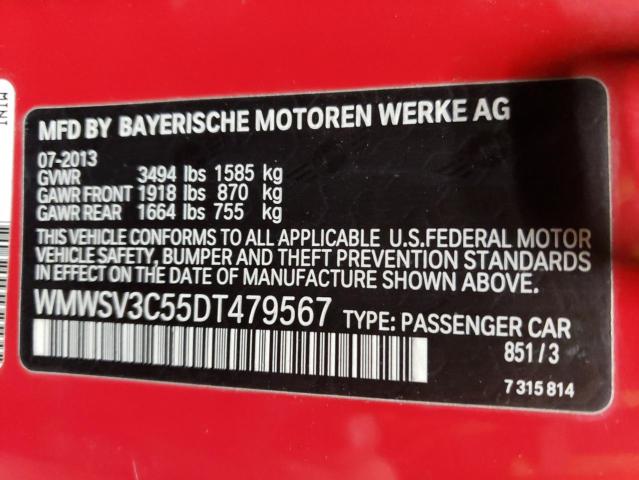 MFD BY BAYERISCHE MOTOREN WERKE AG
07-2013
GVWR 3494 lbs 1585 kg
GAWR FRONT 1918 lbs 870 kg
GAWR REAR 1664 lbs 755 kg
THIS VEHICLE CONFORMS TO ALL APPLICABLE U.S.FEDERAL MOTOR
VEHICLE SAFETY, BUMPER AND THEFT PREVENTION STANDARDS
IN EFFECT ON THE DATE OF MANUFACTURE SHOWN ABOVE.
WMWSV3C55DT479567 TYPE: PASSENGER CAR
851/3
7 315 814
MINI